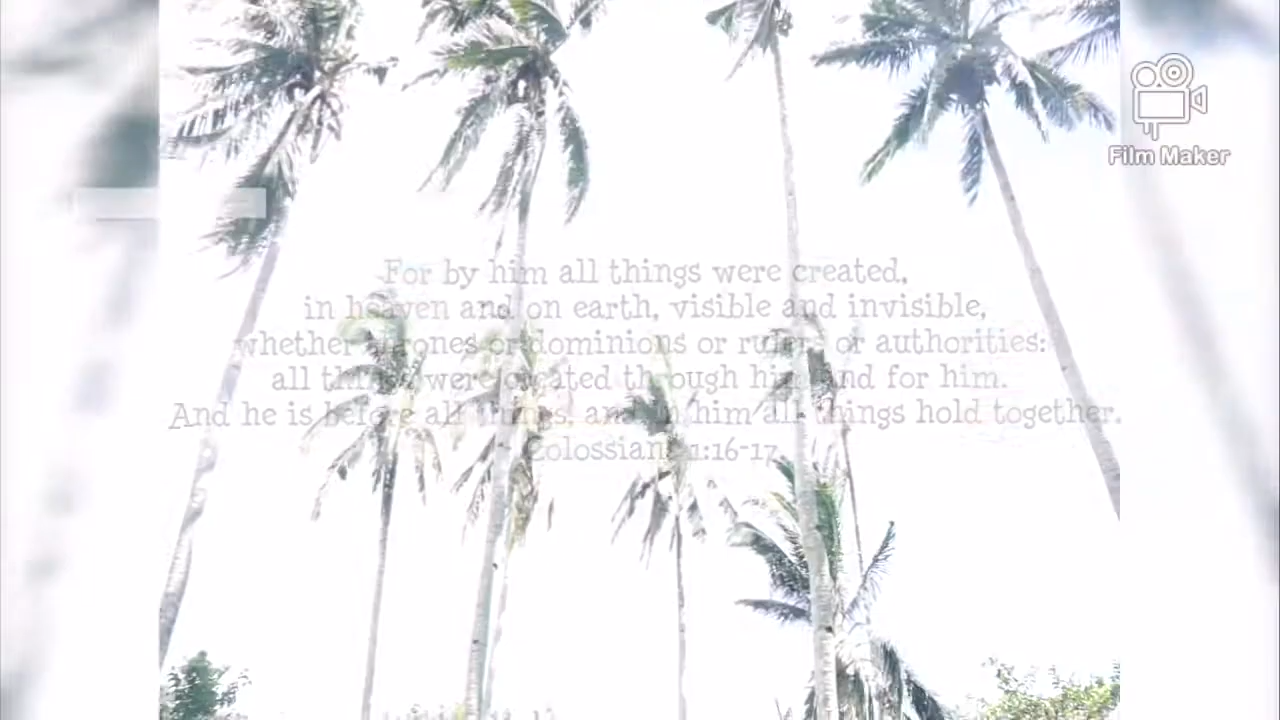 Film Maker
For by him all things were created,
in heaven and on earth, visible and invisible,
whether thrones or dominions or rulers or authorities:
all things were created through him and for him.
And he is before all things, and in him all things hold together.
Colossians 1:16-17